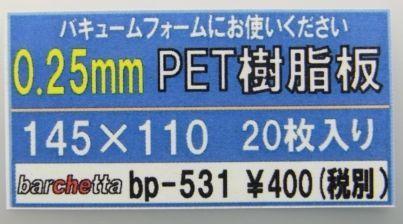 バキュームフォームにお使いください
0.25mm PET樹脂板
145×110 20枚入り
barchetta bp-531 ¥400(税別)